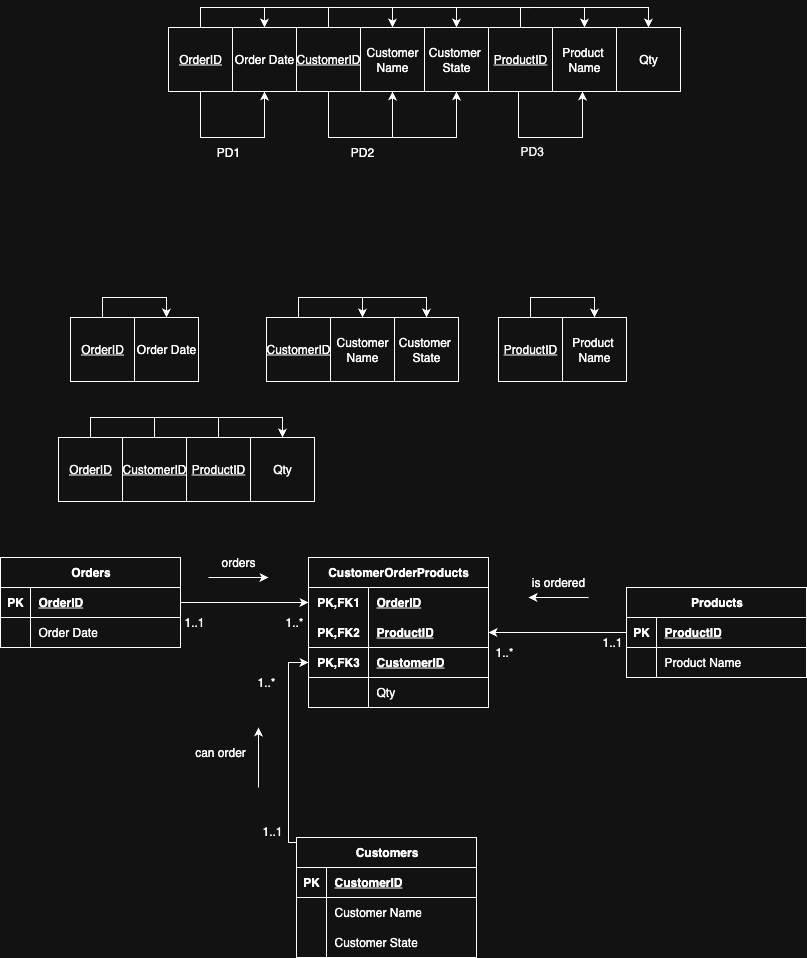 OrderID
Order Date
CustomerID
Customer
Name
Customer
State
ProductID
Product
Name
Qty
PD1
PD2
PD3
OrderID
Order Date
CustomerID
Customer
Name
Customer
State
ProductID
Product
Name
OrderID
CustomerID
ProductID
Qty
Orders
PK OrderID
Order Date
orders
1..1
1..*
CustomerOrderProducts
PK,FK1 OrderID
PK,FK2 ProductID
PK,FK3 CustomerID
Qty
is ordered
1..*
1..1
Products
PK ProductID
Product Name
1..*
can order
1..1
Customers
PK CustomerID
Customer Name
Customer State